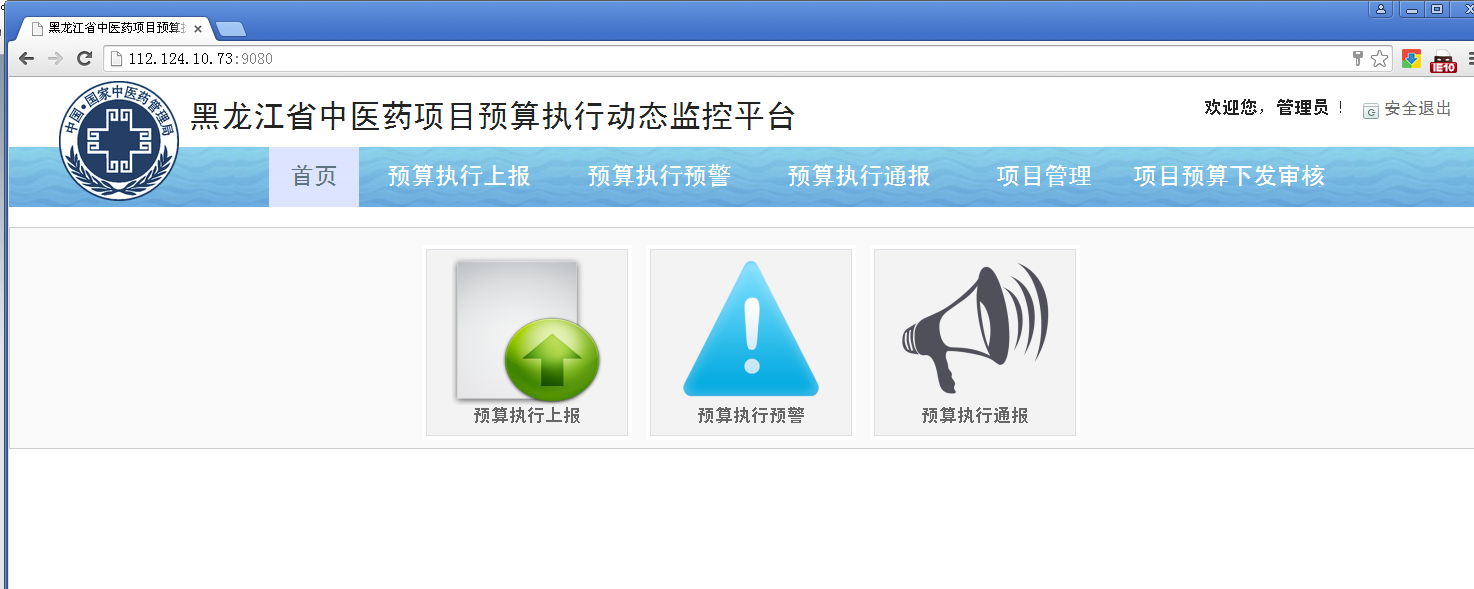 黑龙江省中医药项目预算
112.124.10.73:9080
IE10
中国·国家中医药管理局
黑龙江省中医药项目预算执行动态监控平台
欢迎您，管理员！ 安全退出
首页 预算执行上报 预算执行预警 预算执行通报 项目管理 项目预算下发审核
预算执行上报 预算执行预警 预算执行通报